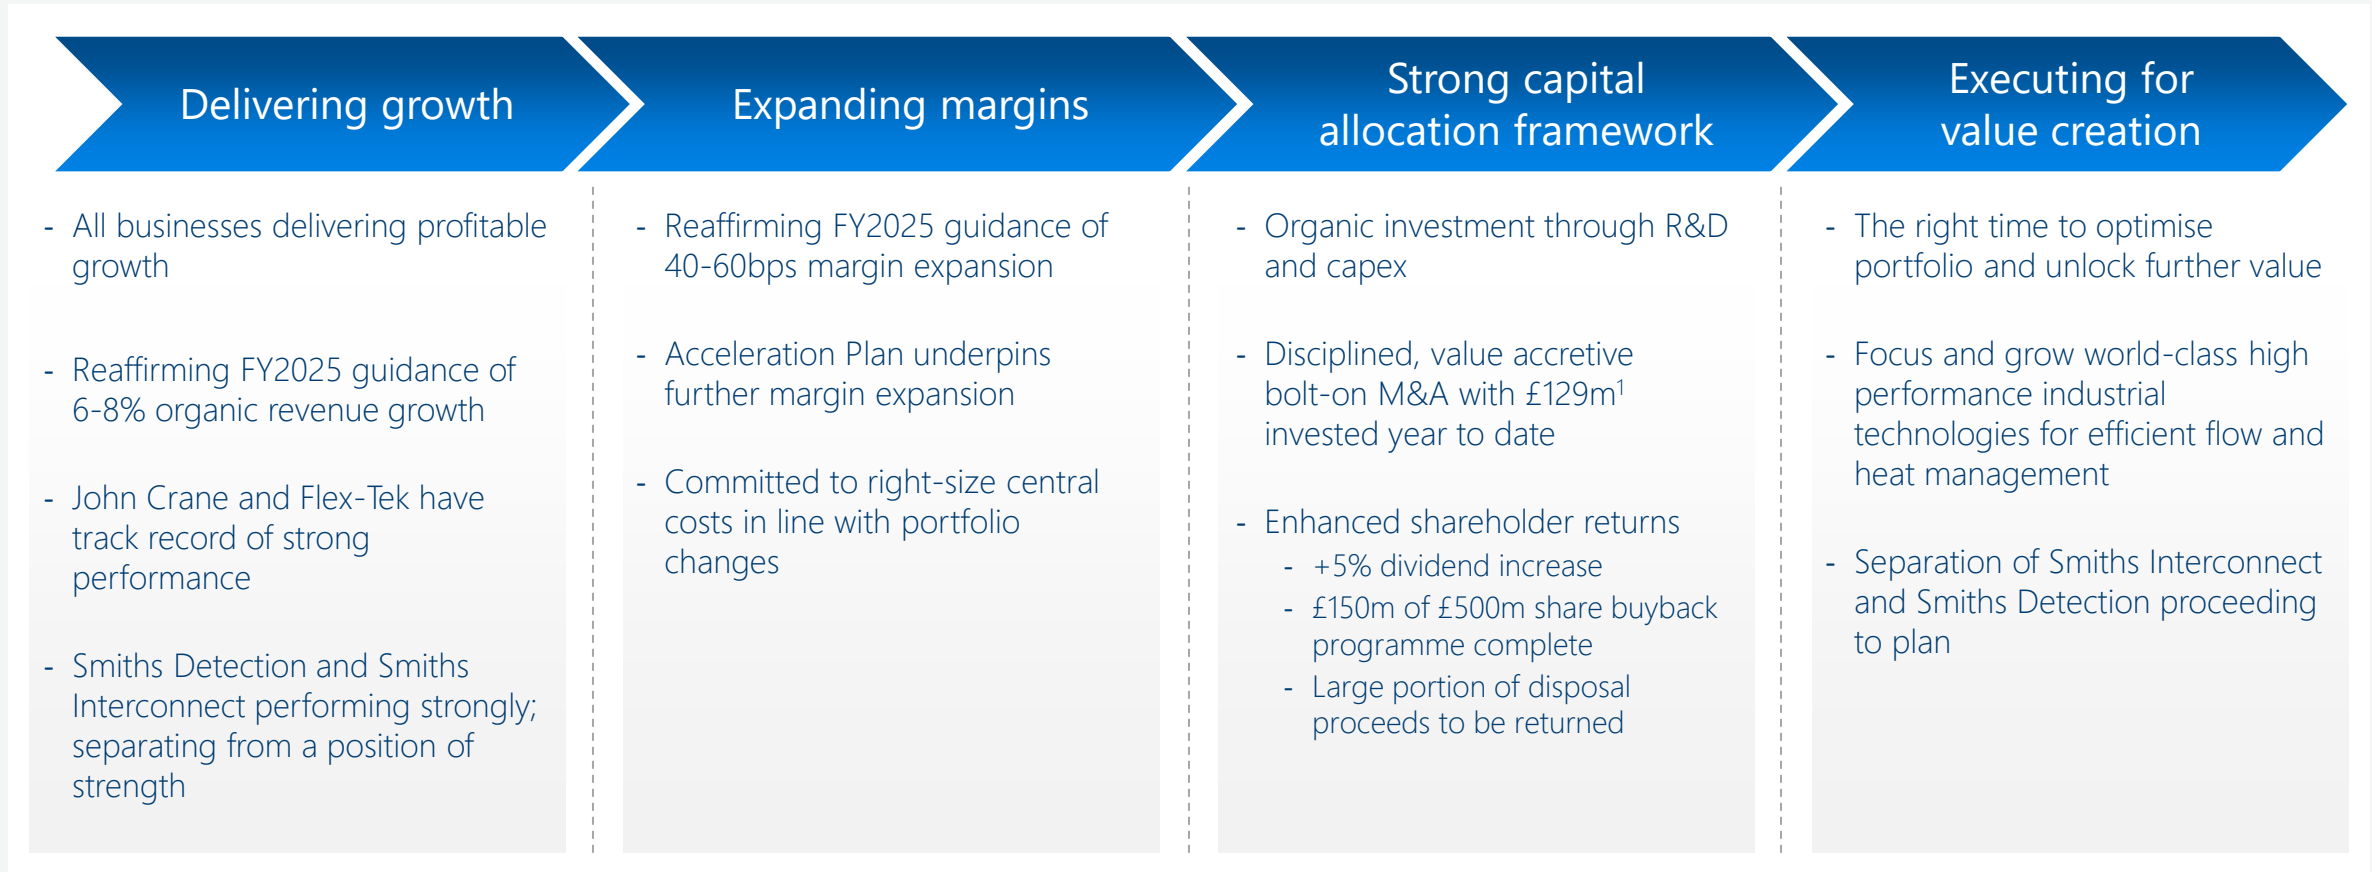 Delivering growth
- All businesses delivering profitable
growth
- Reaffirming FY2025 guidance of
6-8% organic revenue growth
- John Crane and Flex-Tek have
track record of strong
performance
- Smiths Detection and Smiths
Interconnect performing strongly;
separating from a position of
strength
Expanding margins
- Reaffirming FY2025 guidance of
40-60bps margin expansion
- Acceleration Plan underpins
further margin expansion
- Committed to right-size central
costs in line with portfolio
changes
Strong capital
allocation framework
- Organic investment through R&D
and capex
- Disciplined, value accretive
bolt-on M&A with £129m¹
invested year to date
- Enhanced shareholder returns
- +5% dividend increase
- £150m of £500m share buyback
programme complete
- Large portion of disposal
proceeds to be returned
Executing for
value creation
- The right time to optimise
portfolio and unlock further value
- Focus and grow world-class high
performance industrial
technologies for efficient flow and
heat management
- Separation of Smiths Interconnect
and Smiths Detection proceeding
to plan